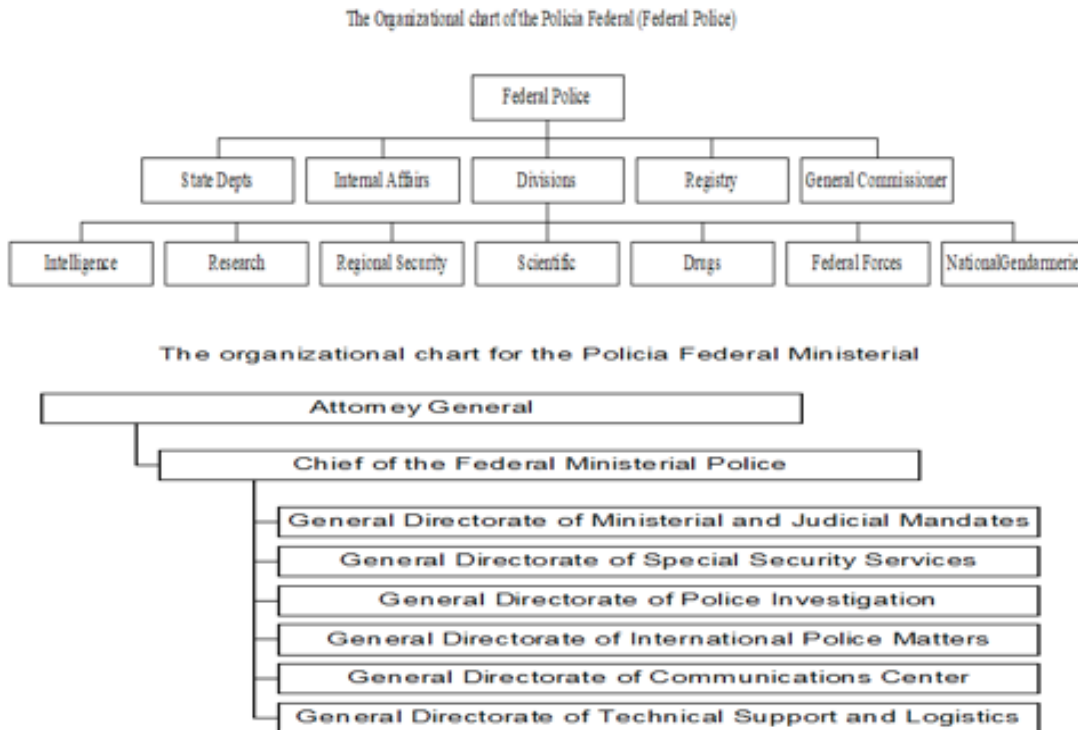 The Organizational chart of the Policia Federal (Federal Police)
Federal Police
State Depts
Internal Affairs
Divisions
Registry
General Commissioner
Intelligence
Research
Regional Security
Scientific
Drugs
Federal Forces
NationalGendarmerie
The organizational chart for the Policia Federal Ministerial
Attorney General
Chief of the Federal Ministerial Police
General Directorate of Ministerial and Judicial Mandates
General Directorate of Special Security Services
General Directorate of Police Investigation
General Directorate of International Police Matters
General Directorate of Communications Center
General Directorate of Technical Support and Logistics